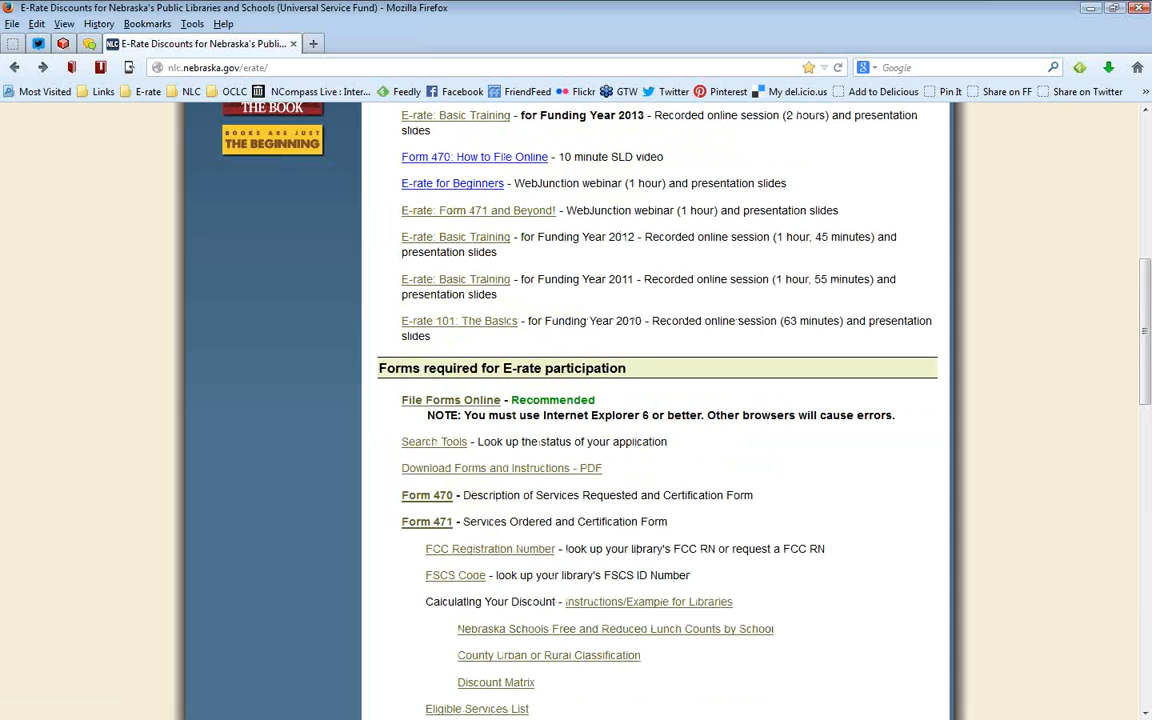 E-Rate Discounts for Nebraska's Public Libraries and Schools (Universal Service Fund) - Mozilla Firefox
File Edit View History Bookmarks Tools Help
NLC E-Rate Discounts for Nebraska's Publi... × +
nlc.nebraska.gov/erate/
Google
Most Visited Links E-rate NLC OCLC NCompass Live : Inter... Feedly Facebook FriendFeed Flickr GTW Twitter Pinterest My del.icio.us Add to Delicious Pin It Share on FF Share on Twitter »
THE BOOK
BOOKS ARE JUST
THE BEGINNING
E-rate: Basic Training - for Funding Year 2013 - Recorded online session (2 hours) and presentation
slides
Form 470: How to File Online - 10 minute SLD video
E-rate for Beginners - WebJunction webinar (1 hour) and presentation slides
E-rate: Form 471 and Beyond! - WebJunction webinar (1 hour) and presentation slides
E-rate: Basic Training - for Funding Year 2012 - Recorded online session (1 hour, 45 minutes) and
presentation slides
E-rate: Basic Training - for Funding Year 2011 - Recorded online session (1 hour, 55 minutes) and
presentation slides
E-rate 101: The Basics - for Funding Year 2010 - Recorded online session (63 minutes) and presentation
slides
Forms required for E-rate participation
File Forms Online - Recommended
NOTE: You must use Internet Explorer 6 or better. Other browsers will cause errors.
Search Tools - Look up the status of your application
Download Forms and Instructions - PDF
Form 470 - Description of Services Requested and Certification Form
Form 471 - Services Ordered and Certification Form
FCC Registration Number - look up your library's FCC RN or request a FCC RN
FSCS Code - look up your library's FSCS ID Number
Calculating Your Discount - Instructions/Example for Libraries
Nebraska Schools Free and Reduced Lunch Counts by School
County Urban or Rural Classification
Discount Matrix
Eligible Services List